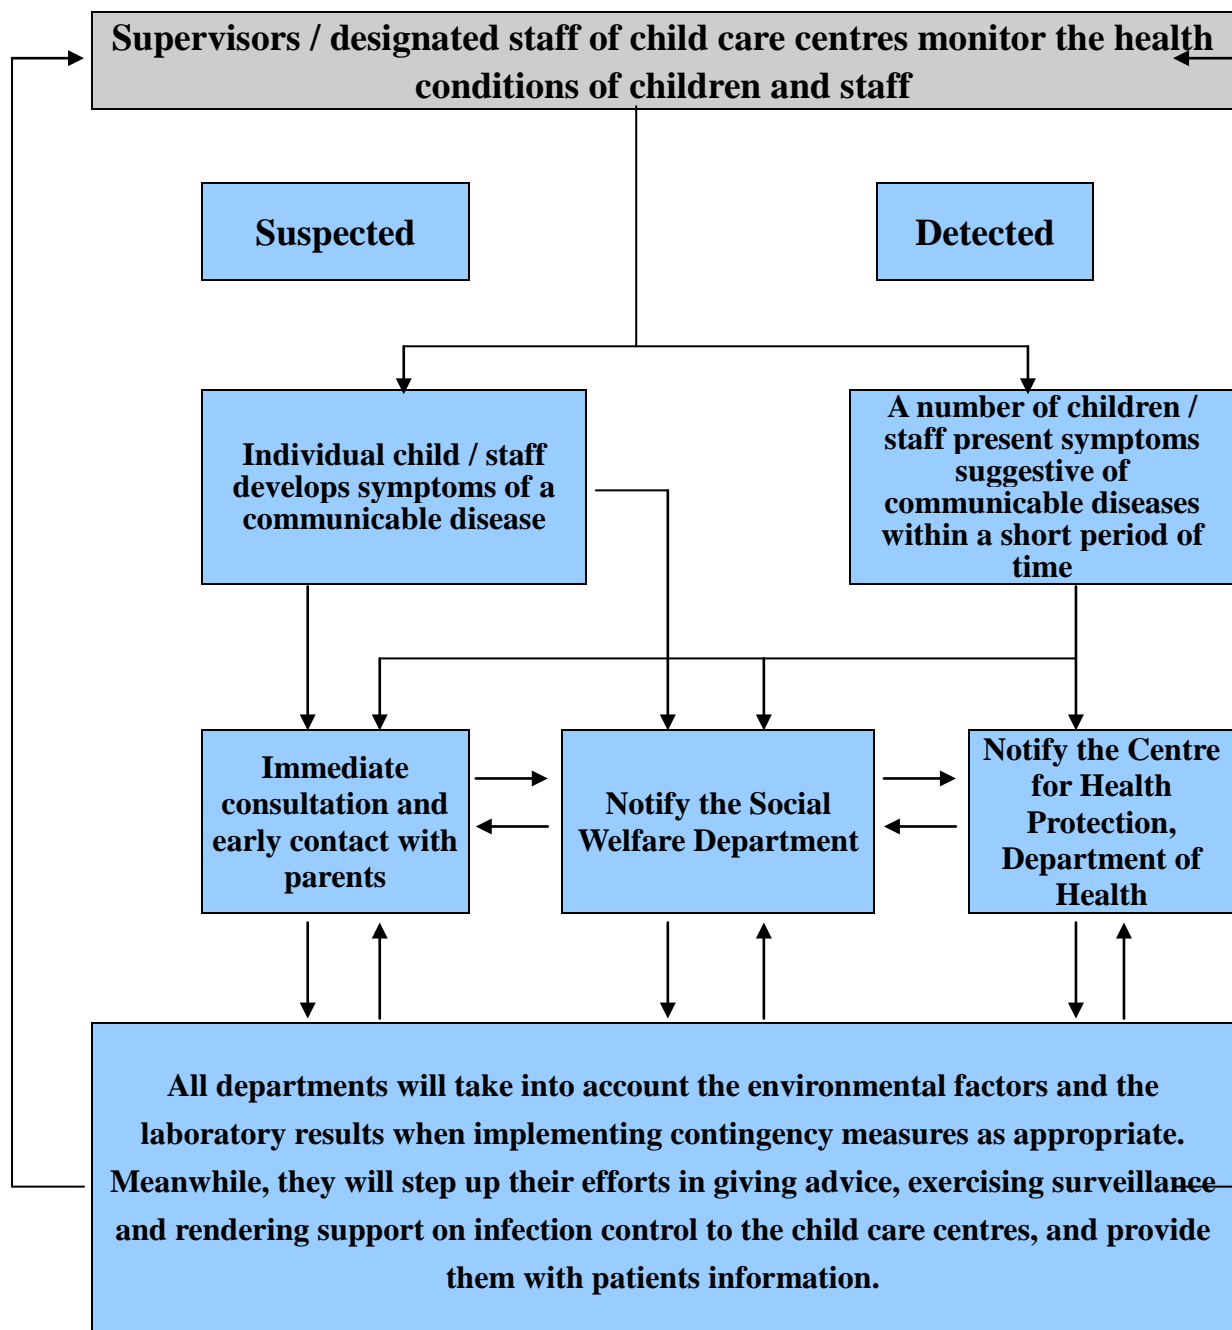 Supervisors / designated staff of child care centres monitor the health
conditions of children and staff
Suspected
Detected
Individual child / staff
develops symptoms of a
communicable disease
A number of children /
staff present symptoms
suggestive of
communicable diseases
within a short period of
time
Immediate
consultation and
early contact with
parents
Notify the Social
Welfare Department
Notify the Centre
for Health
Protection,
Department of
Health
All departments will take into account the environmental factors and the
laboratory results when implementing contingency measures as appropriate.
Meanwhile, they will step up their efforts in giving advice, exercising surveillance
and rendering support on infection control to the child care centres, and provide
them with patients information.